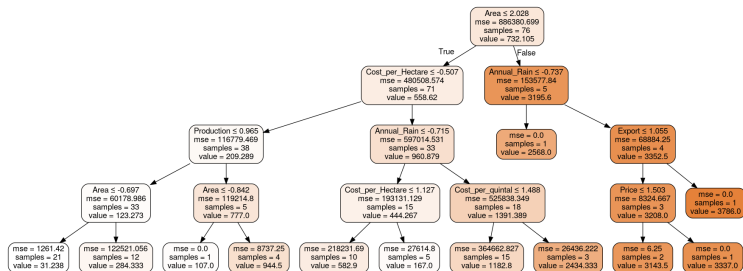 Area ≤ 2.028
mse = 886380.699
samples = 76
value = 732.105
True
False
Cost_per_Hectare ≤ -0.507
mse = 480508.574
samples = 71
value = 558.62
Annual_Rain ≤ -0.737
mse = 153577.84
samples = 5
value = 3195.6
Production ≤ 0.965
mse = 116779.469
samples = 38
value = 209.289
Annual_Rain ≤ -0.715
mse = 597014.531
samples = 33
value = 960.879
mse = 0.0
samples = 1
value = 2568.0
Export ≤ 1.055
mse = 68884.25
samples = 4
value = 3352.5
Area ≤ -0.697
mse = 60178.986
samples = 33
value = 123.273
Area ≤ -0.842
mse = 119214.8
samples = 5
value = 777.0
Cost_per_Hectare ≤ 1.127
mse = 193131.129
samples = 15
value = 444.267
Cost_per_quintal ≤ 1.488
mse = 525838.349
samples = 18
value = 1391.389
Price ≤ 1.503
mse = 8324.667
samples = 3
value = 3208.0
mse = 0.0
samples = 1
value = 3786.0
mse = 1261.42
samples = 21
value = 31.238
mse = 122521.056
samples = 12
value = 284.333
mse = 0.0
samples = 1
value = 107.0
mse = 8737.25
samples = 4
value = 944.5
mse = 218231.69
samples = 10
value = 582.9
mse = 27614.8
samples = 5
value = 167.0
mse = 364662.827
samples = 15
value = 1182.8
mse = 26436.222
samples = 3
value = 2434.333
mse = 6.25
samples = 2
value = 3143.5
mse = 0.0
samples = 1
value = 3337.0